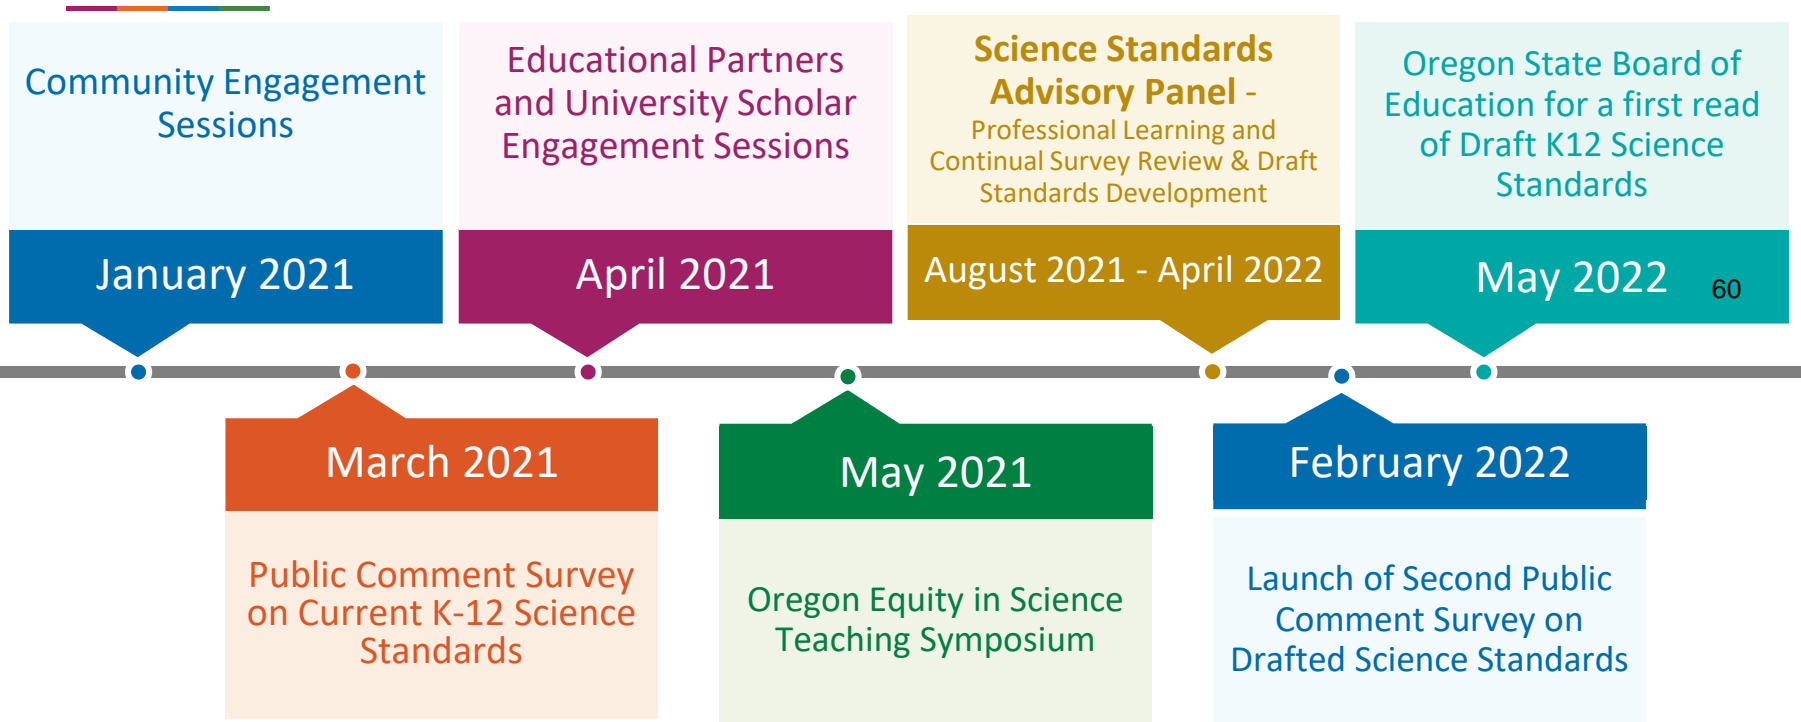 Community Engagement
Sessions
January 2021
Educational Partners
and University Scholar
Engagement Sessions
April 2021
Science Standards
Advisory Panel -
Professional Learning and
Continual Survey Review & Draft
Standards Development
August 2021 - April 2022
Oregon State Board of
Education for a first read
of Draft K12 Science
Standards
May 2022
60
March 2021
Public Comment Survey
on Current K-12 Science
Standards
May 2021
Oregon Equity in Science
Teaching Symposium
February 2022
Launch of Second Public
Comment Survey on
Drafted Science Standards